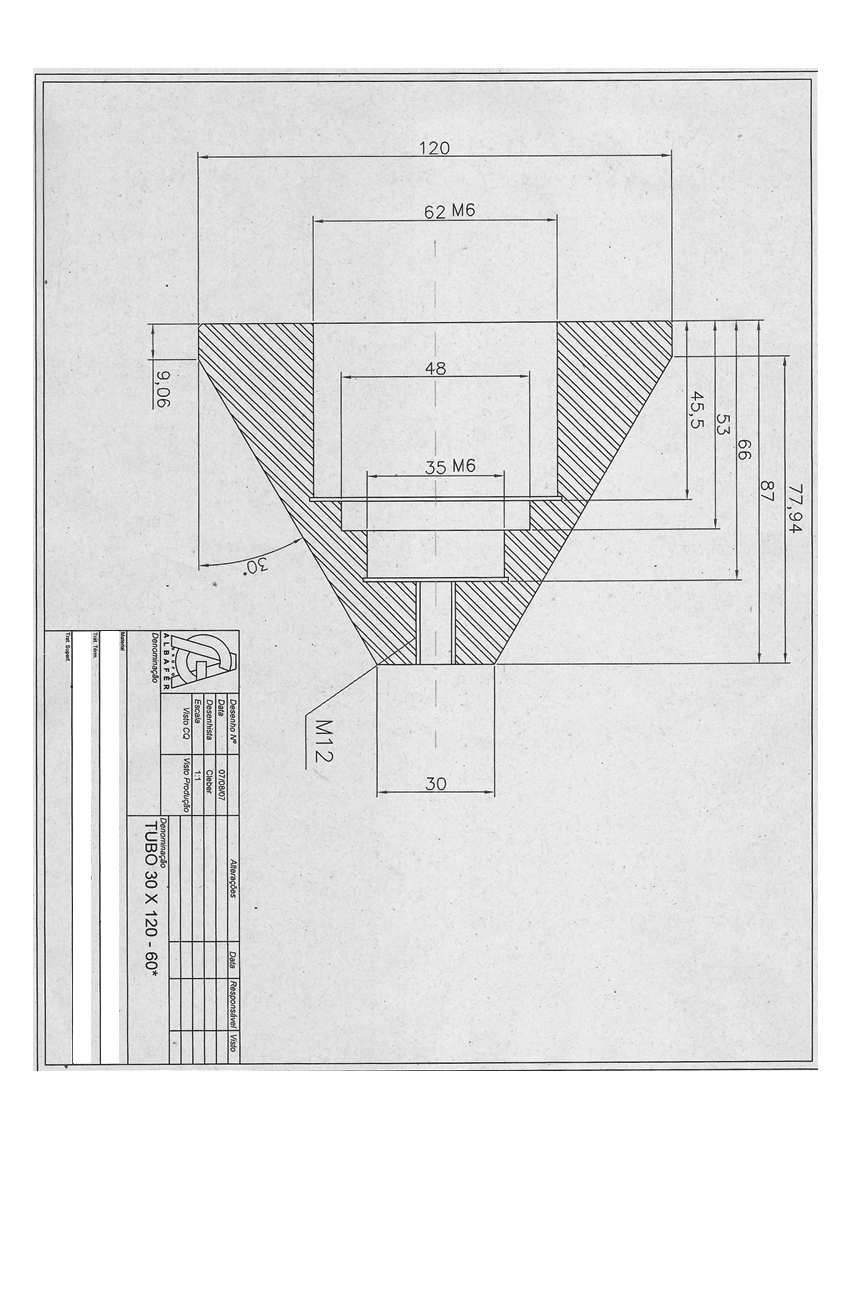 120
62 M6
48
35 M6
9,06
45,5
53
66
87
77,94
30°
M12
30
ALBAFER
Denominação
Desenho Nº
Data 07/08/07
Desenhista Cleber
Escala 1:1
Visto CQ Visto Produção
Alterações Data Responsável Visto
Denominação
TUBO 30 X 120 - 60*
Material
Trat. Térm.
Trat. Superf.